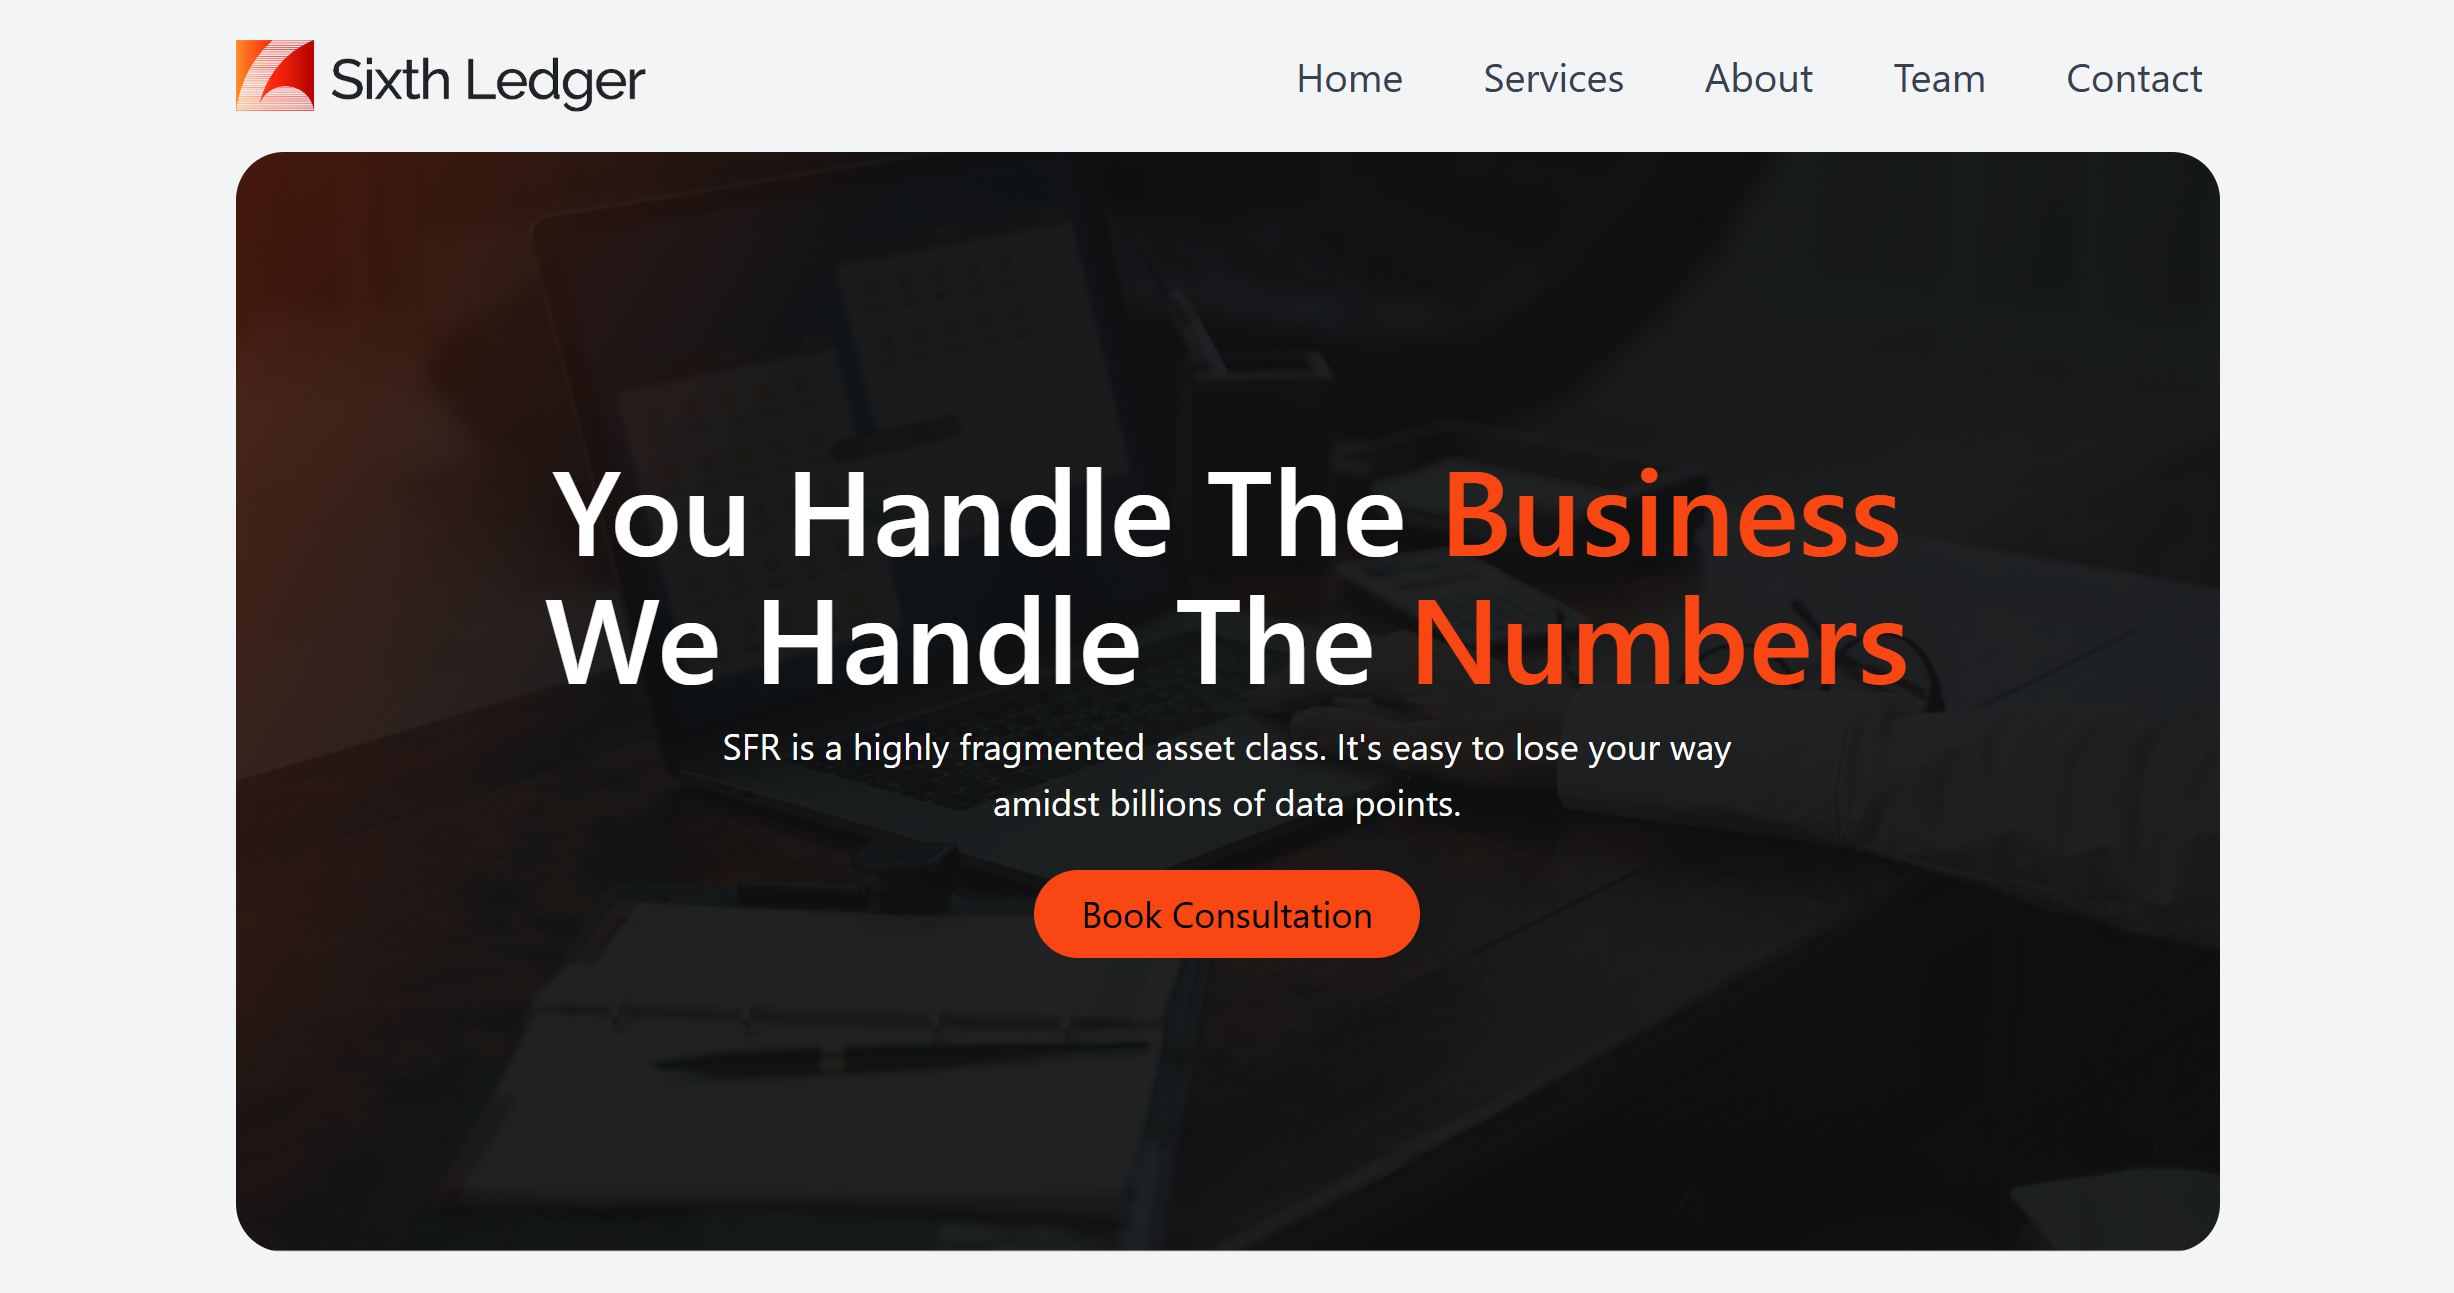 Sixth Ledger
Home Services About Team Contact
You Handle The Business
We Handle The Numbers
SFR is a highly fragmented asset class. It's easy to lose your way
amidst billions of data points.
Book Consultation